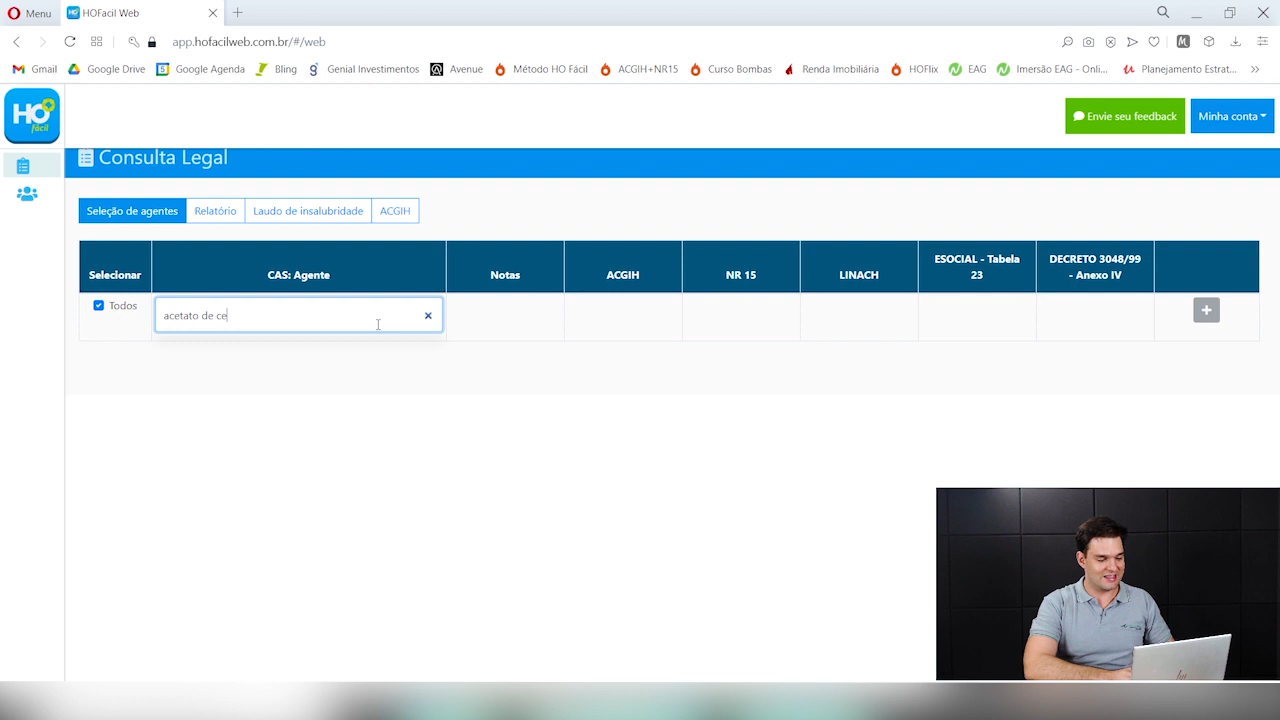 Menu
HOFacil Web
app.hofacilweb.com.br/#/web
Gmail
Google Drive
Google Agenda
Bling
Genial Investimentos
Avenue
Método HO Fácil
ACGIH+NR15
Curso Bombas
Renda Imobiliária
HOFlix
EAG
Imersão EAG - Onli...
Planejamento Estrat...
HO
fácil
Envie seu feedback
Minha conta
Consulta Legal
Seleção de agentes
Relatório
Laudo de insalubridade
ACGIH
Selecionar
CAS: Agente
Notas
ACGIH
NR 15
LINACH
ESOCIAL - Tabela
23
DECRETO 3048/99
- Anexo IV
Todos
acetato de ce